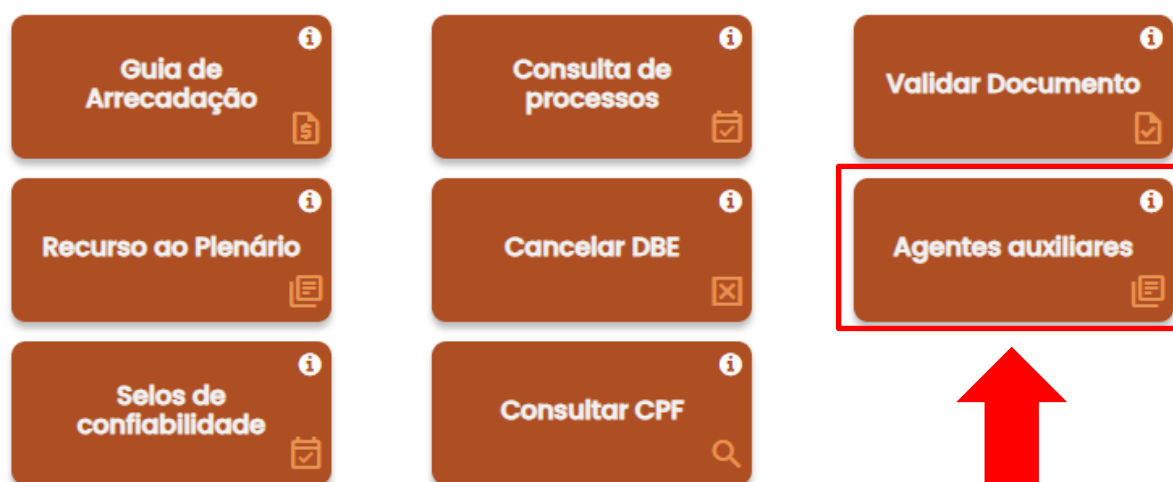 Guia de
Arrecadação
Consulta de
processos
Validar Documento
Recurso ao Plenário
Cancelar DBE
Agentes auxiliares
Selos de
confiabilidade
Consultar CPF